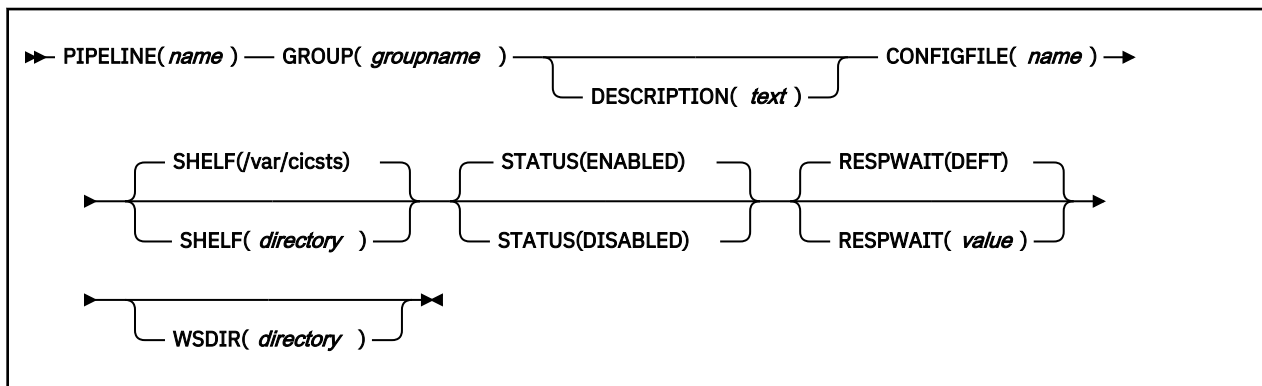 PIPELINE( name ) GROUP( groupname ) CONFIGFILE( name )
DESCRIPTION( text )
SHELF(/var/cicsts) STATUS(ENABLED) RESPWAIT(DEFT)
SHELF( directory ) STATUS(DISABLED) RESPWAIT( value )
WSDIR( directory )